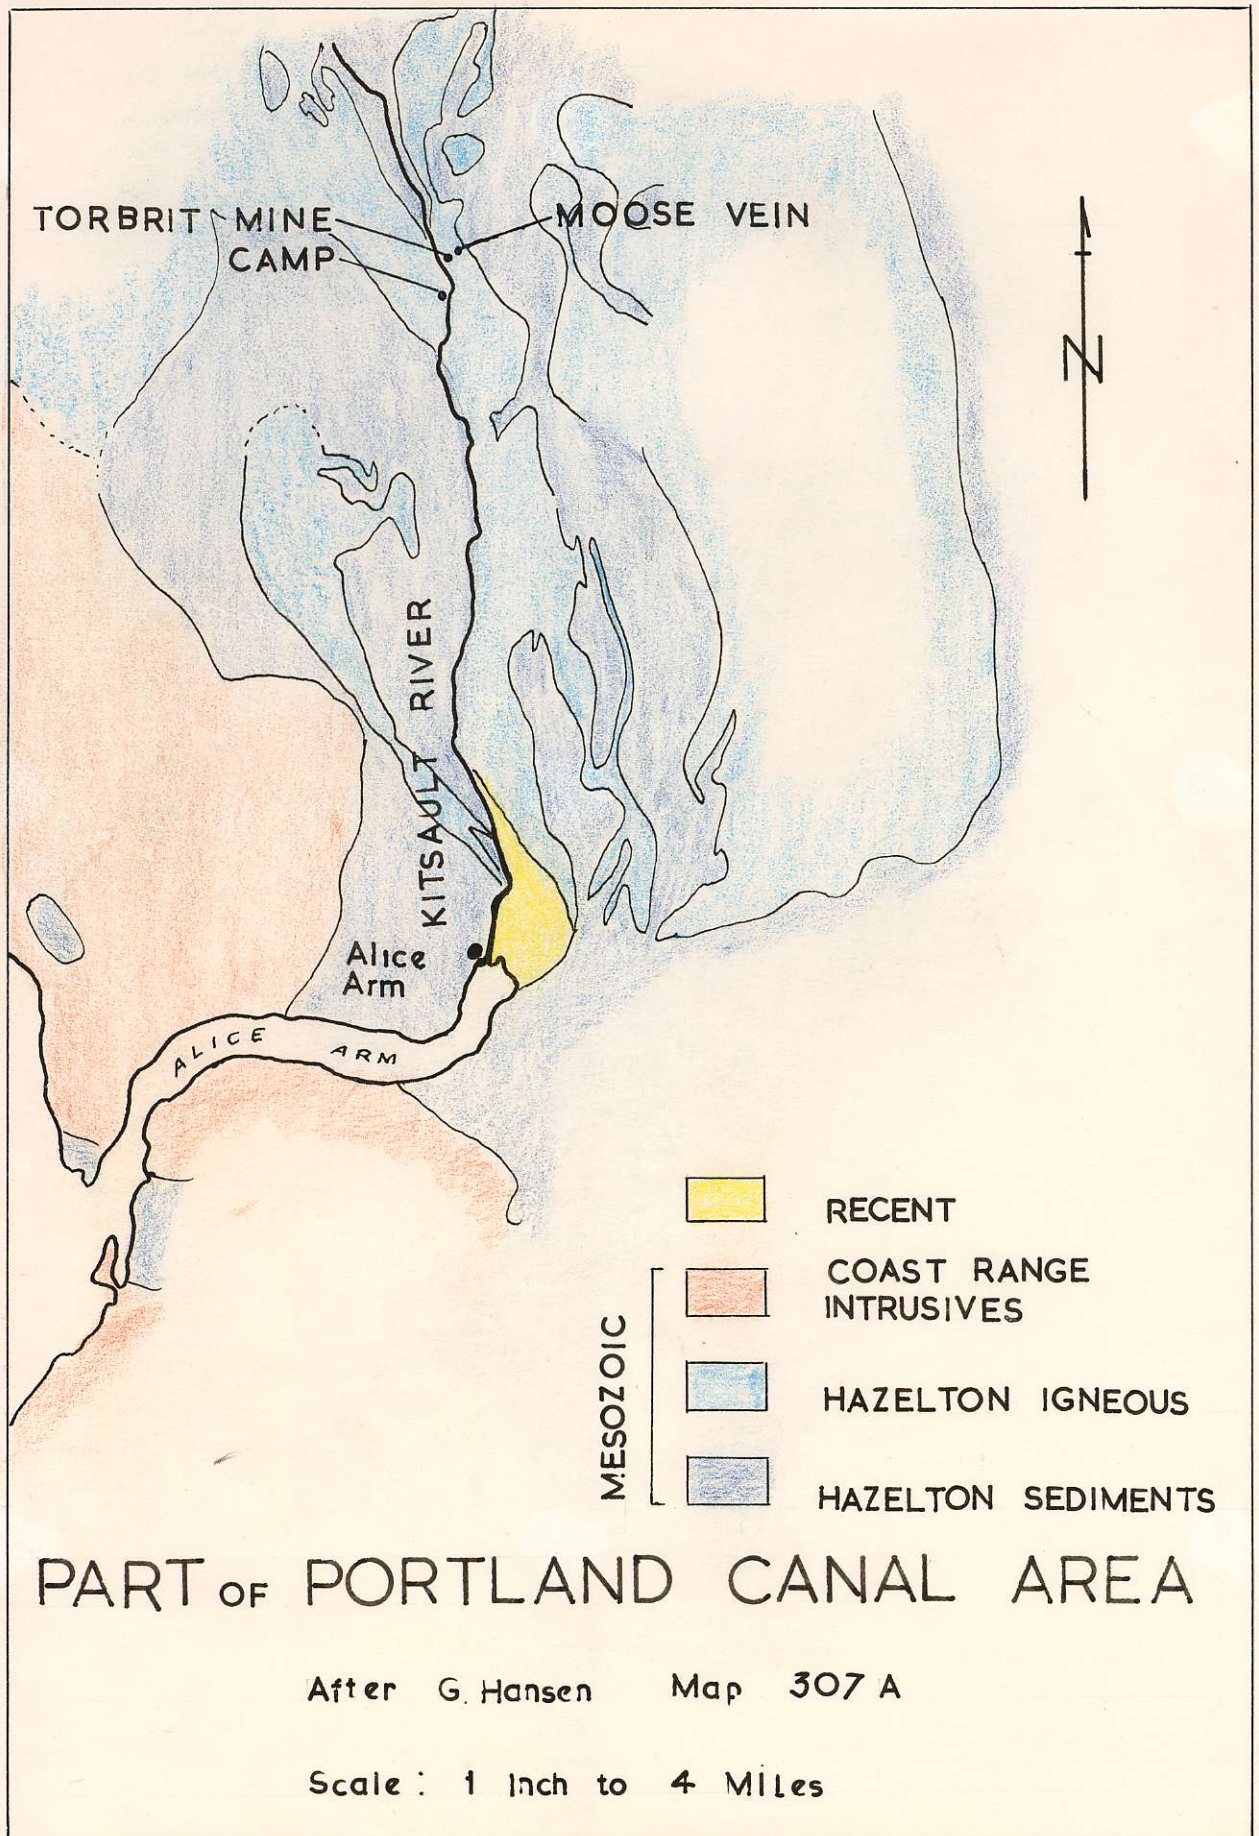 TORBRIT MINE
CAMP
MOOSE VEIN
N
KITSAULT RIVER
Alice
Arm
ALICE ARM
RECENT
COAST RANGE
INTRUSIVES
MESOZOIC
HAZELTON IGNEOUS
HAZELTON SEDIMENTS
PART OF PORTLAND CANAL AREA
After G. Hansen Map 307 A
Scale : 1 Inch to 4 Miles